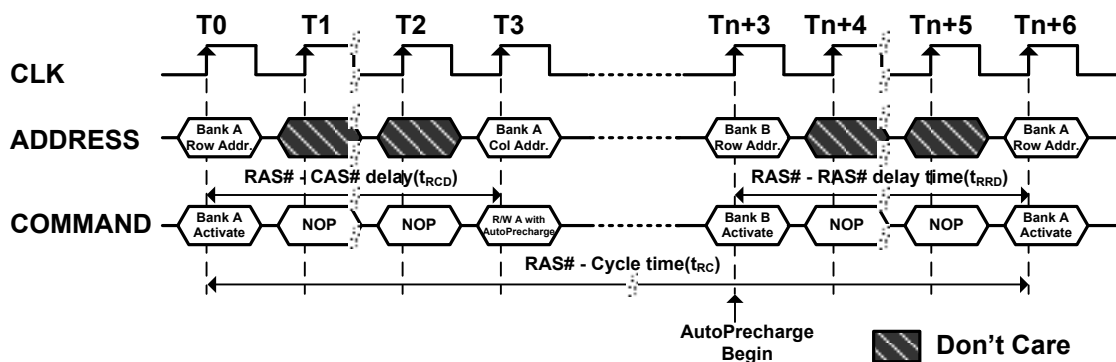 T0 T1 T2 T3 Tn+3 Tn+4 Tn+5 Tn+6
CLK
ADDRESS
Bank A
Row Addr.
Bank A
Col Addr.
Bank B
Row Addr.
Bank A
Row Addr.
RAS# - CAS# delay(tRCD)
RAS# - RAS# delay time(tRRD)
COMMAND
Bank A
Activate
NOP
NOP
R/W A with
AutoPrecharge
Bank B
Activate
NOP
NOP
Bank A
Activate
RAS# - Cycle time(tRC)
AutoPrecharge
Begin
Don't Care